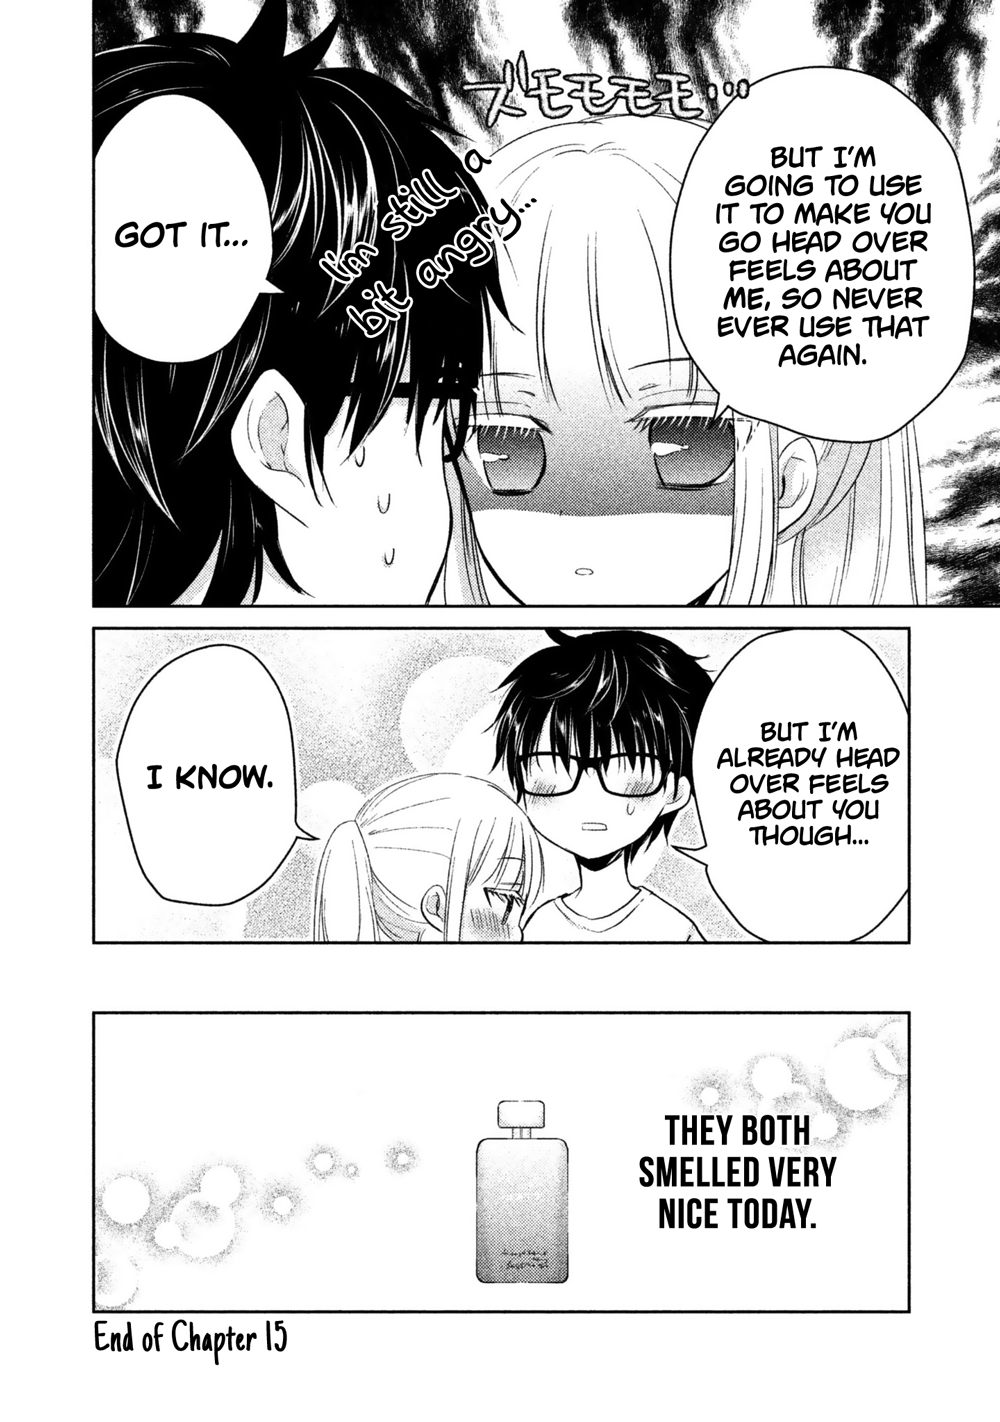 ズモモモモ…
BUT I'M
GOING TO USE
IT TO MAKE YOU
GO HEAD OVER
FEELS ABOUT
ME, SO NEVER
EVER USE THAT
AGAIN.
I'm still a
bit angry...
GOT IT...
BUT I'M
ALREADY HEAD
OVER FEELS
ABOUT YOU
THOUGH...
I KNOW.
THEY BOTH
SMELLED VERY
NICE TODAY.
End of Chapter 15